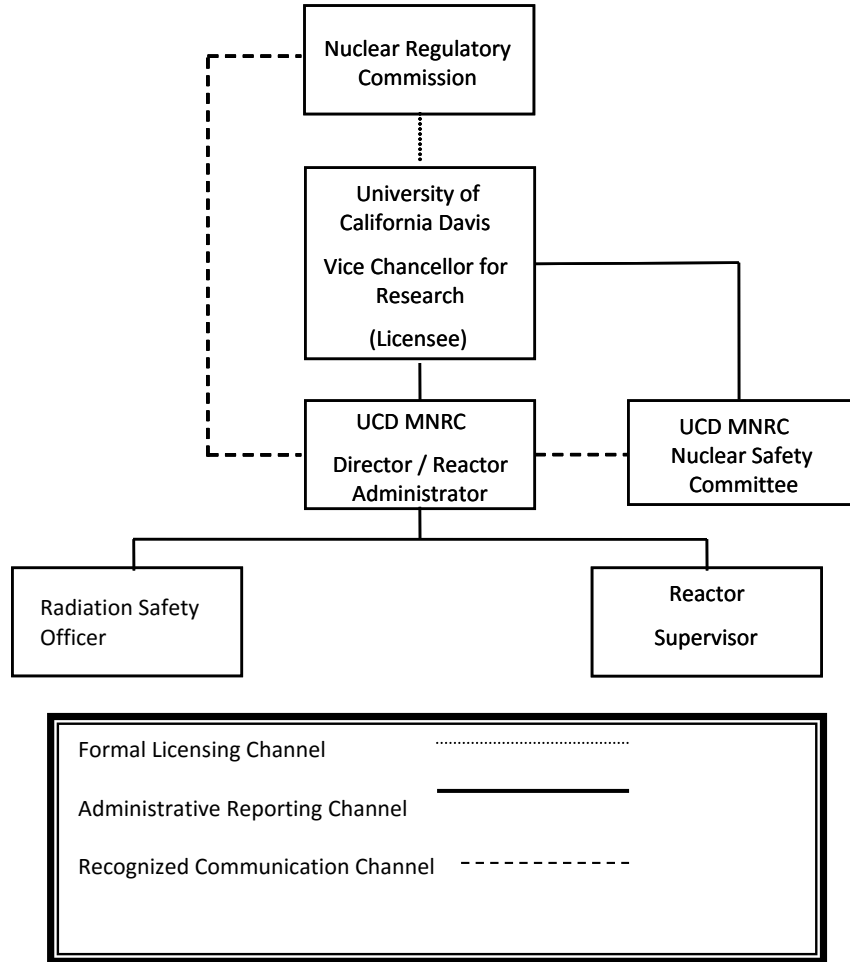 Nuclear Regulatory
Commission
University of
California Davis
Vice Chancellor for
Research
(Licensee)
UCD MNRC
Director / Reactor
Administrator
UCD MNRC
Nuclear Safety
Committee
Radiation Safety
Officer
Reactor
Supervisor
Formal Licensing Channel
Administrative Reporting Channel
Recognized Communication Channel